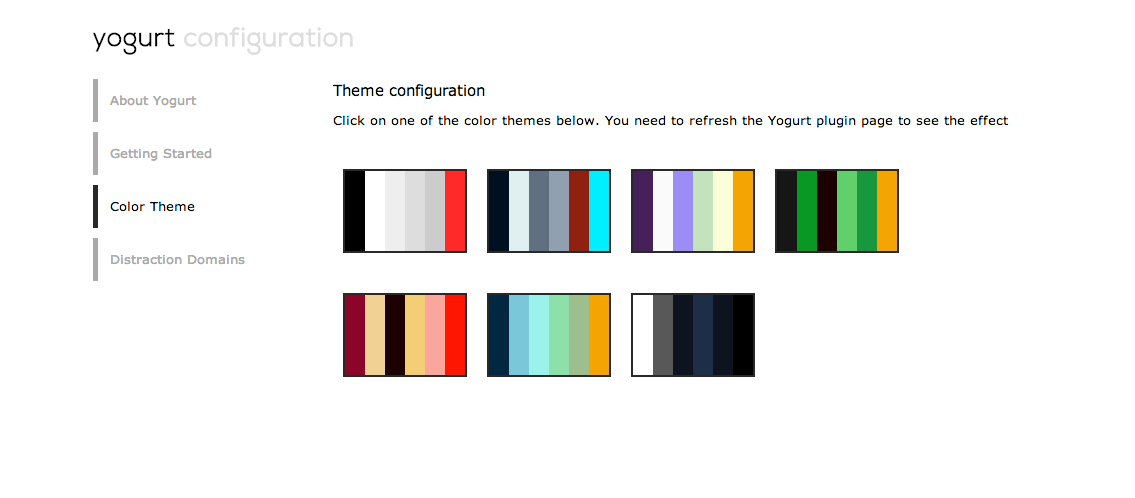 yogurt configuration
About Yogurt
Getting Started
Color Theme
Distraction Domains
Theme configuration
Click on one of the color themes below. You need to refresh the Yogurt plugin page to see the effect